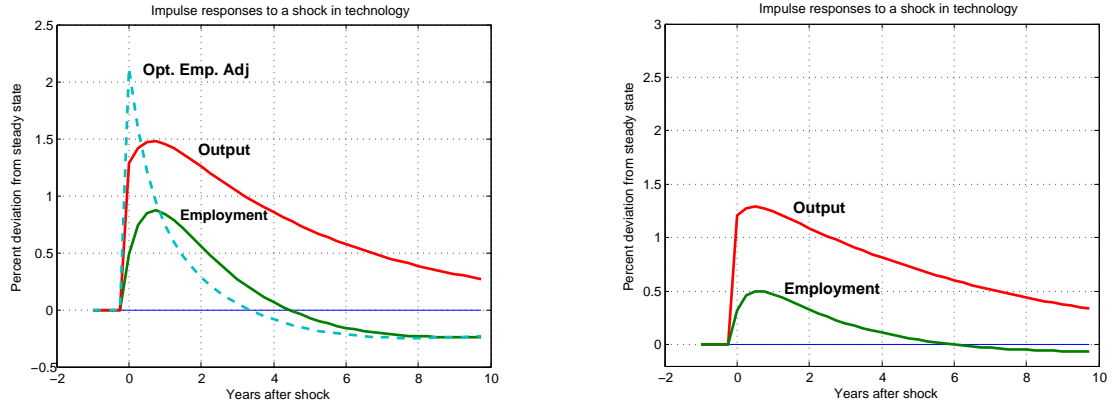 Impulse responses to a shock in technology
2.5
2
1.5
1
0.5
0
−0.5
Percent deviation from steady state
Opt. Emp. Adj
Output
Employment
−2 0 2 4 6 8 10
Years after shock
Impulse responses to a shock in technology
3
2.5
2
1.5
1
0.5
0
Percent deviation from steady state
Output
Employment
−2 0 2 4 6 8 10
Years after shock